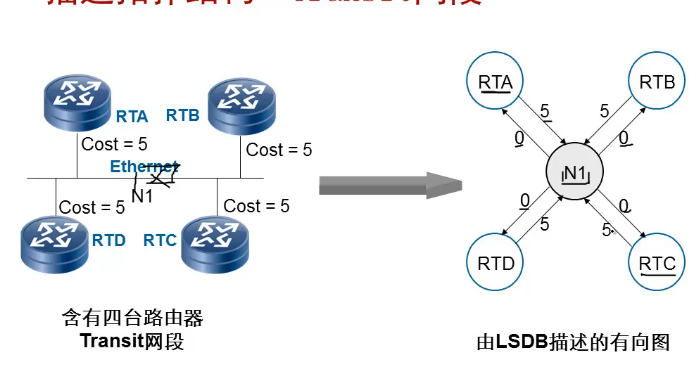 RTA RTB
Cost = 5
Cost = 5
Ethernet
N1
Cost = 5
Cost = 5
RTD RTC
含有四台路由器
Transit网段
RTA
RTB
5
5
0
0
N1
0
0
5
5
RTD
RTC
由LSDB描述的有向图